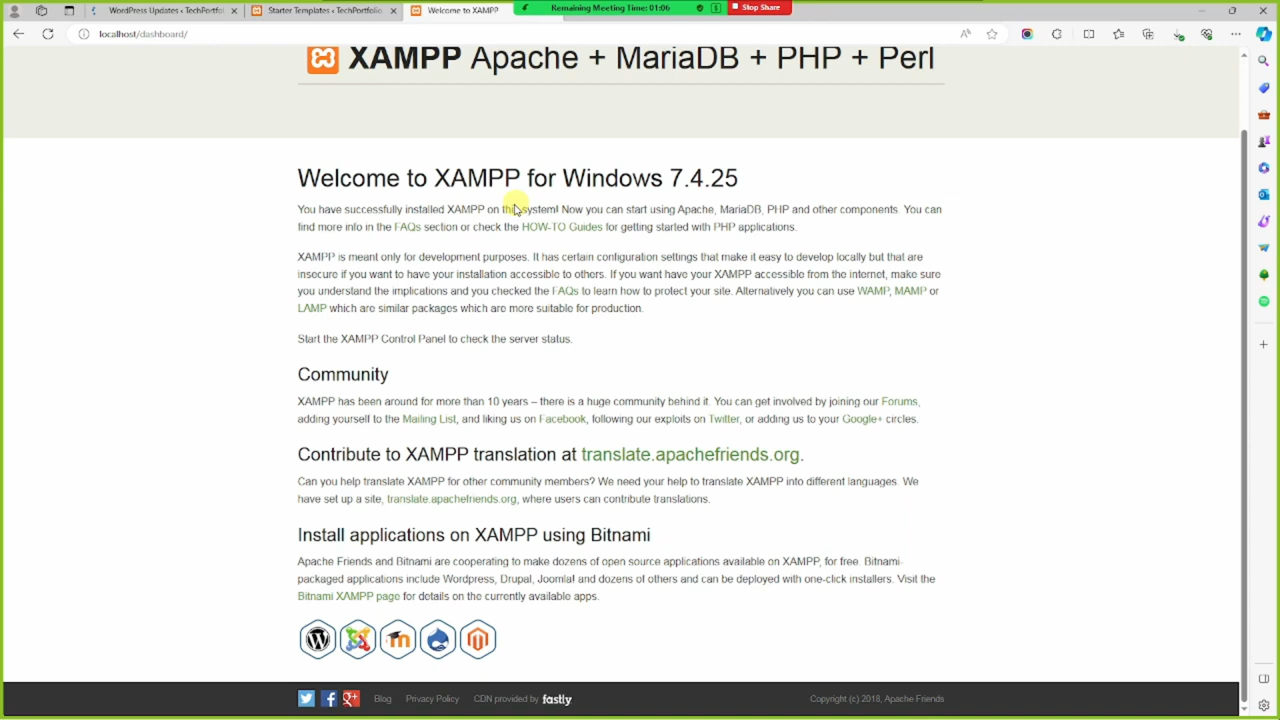 WordPress Updates ‹ TechPortfol
Starter Templates ‹ TechPortfolio
Welcome to XAMPP
Remaining Meeting Time: 01:06
Stop Share
localhost/dashboard/
XAMPP Apache + MariaDB + PHP + Perl
Welcome to XAMPP for Windows 7.4.25
You have successfully installed XAMPP on this system! Now you can start using Apache, MariaDB, PHP and other components. You can
find more info in the FAQs section or check the HOW-TO Guides for getting started with PHP applications.
XAMPP is meant only for development purposes. It has certain configuration settings that make it easy to develop locally but that are
insecure if you want to have your installation accessible to others. If you want have your XAMPP accessible from the internet, make sure
you understand the implications and you checked the FAQs to learn how to protect your site. Alternatively you can use WAMP, MAMP or
LAMP which are similar packages which are more suitable for production.
Start the XAMPP Control Panel to check the server status.
Community
XAMPP has been around for more than 10 years – there is a huge community behind it. You can get involved by joining our Forums,
adding yourself to the Mailing List, and liking us on Facebook, following our exploits on Twitter, or adding us to your Google+ circles.
Contribute to XAMPP translation at translate.apachefriends.org.
Can you help translate XAMPP for other community members? We need your help to translate XAMPP into different languages. We
have set up a site, translate.apachefriends.org, where users can contribute translations.
Install applications on XAMPP using Bitnami
Apache Friends and Bitnami are cooperating to make dozens of open source applications available on XAMPP, for free. Bitnami-
packaged applications include Wordpress, Drupal, Joomla! and dozens of others and can be deployed with one-click installers. Visit the
Bitnami XAMPP page for details on the currently available apps.
Blog Privacy Policy CDN provided by fastly Copyright (c) 2018, Apache Friends